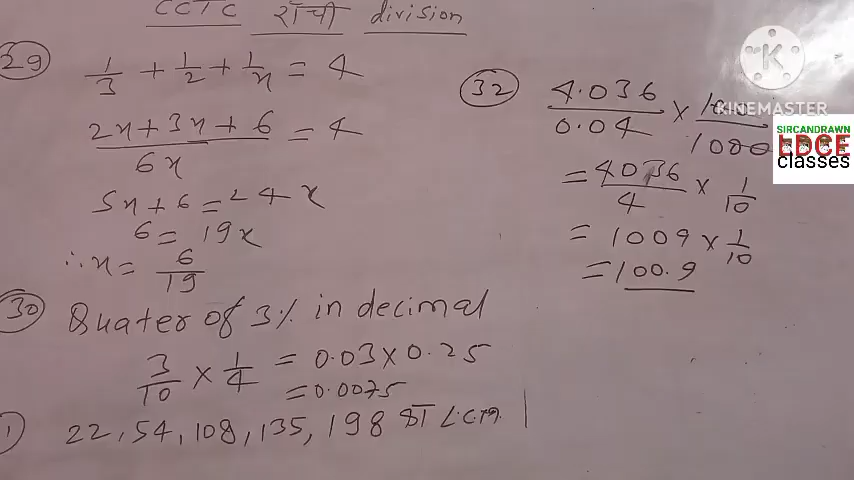 CCTC राँची division
29 1/3 + 1/2 + 1/x = 4
2x+3x+6/6x = 4
5x+6=24x
6= 19x
∴x= 6/19
30 Quater of 3% in decimal
3/10 × 1/4 = 0.03×0.25
=0.0075
22,54,108,135,198 का L.C.M.
32 4.036/0.04 × 100/1000
=4036/4 × 1/10
= 1009×1/10
=100.9
K
KINEMASTER
SIRCANDRAWN
EDGE
classes